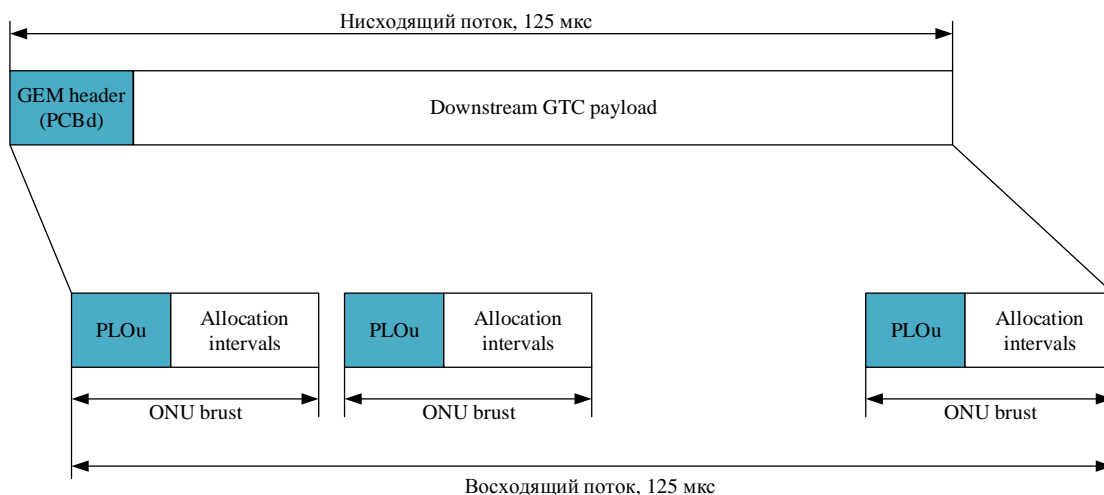 Нисходящий поток, 125 мкс
GEM header
(PCBd)
Downstream GTC payload
PLOu
Allocation
intervals
PLOu
Allocation
intervals
PLOu
Allocation
intervals
ONU brust
ONU brust
ONU brust
Восходящий поток, 125 мкс